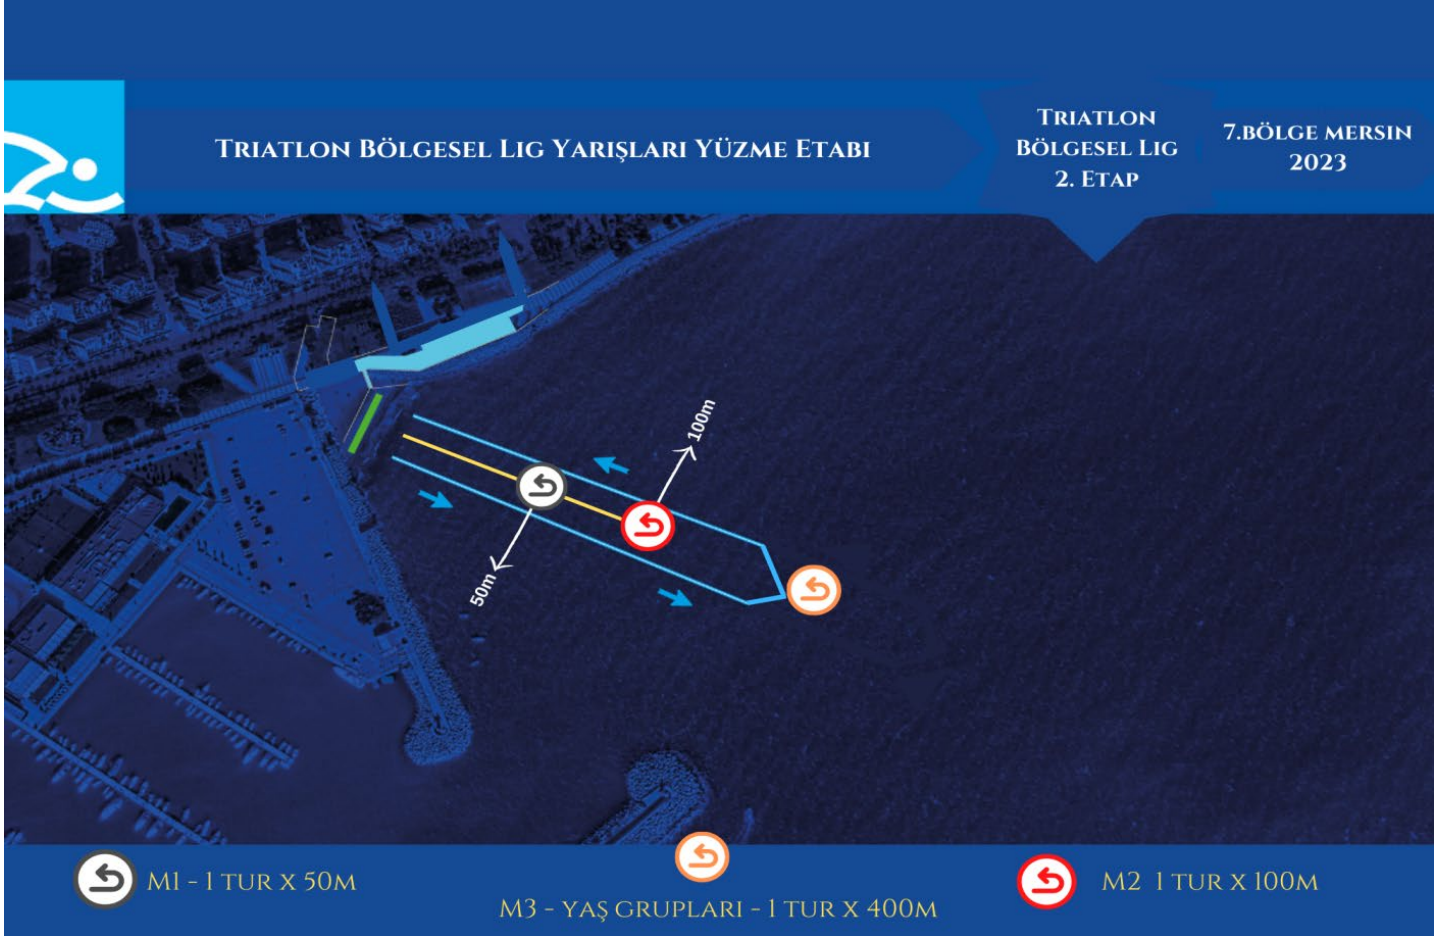 TRIATLON BÖLGESEL LIG YARIŞLARI YÜZME ETABI
TRIATLON
BÖLGESEL LIG
2. ETAP
7.BÖLGE MERSIN
2023
100m
50m
M1 - 1 TUR X 50M
M3 - YAŞ GRUPLARI - 1 TUR X 400M
M2 1 TUR X 100M